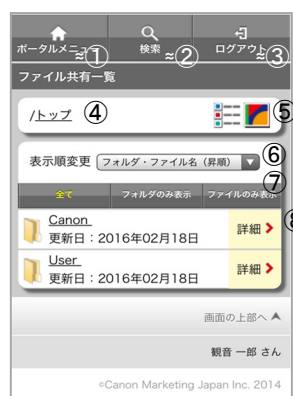 ポータルメニュー ① 検索 ② ログアウト ③
ファイル共有一覧
/トップ ④ ⑤
表示順変更 フォルダ・ファイル名（昇順） ⑥
⑦
全て フォルダのみ表示 ファイルのみ表示
Canon
更新日：2016年02月18日
詳細 ⑧
User
更新日：2016年02月18日
詳細
画面の上部へ
観音 一郎 さん
©Canon Marketing Japan Inc. 2014